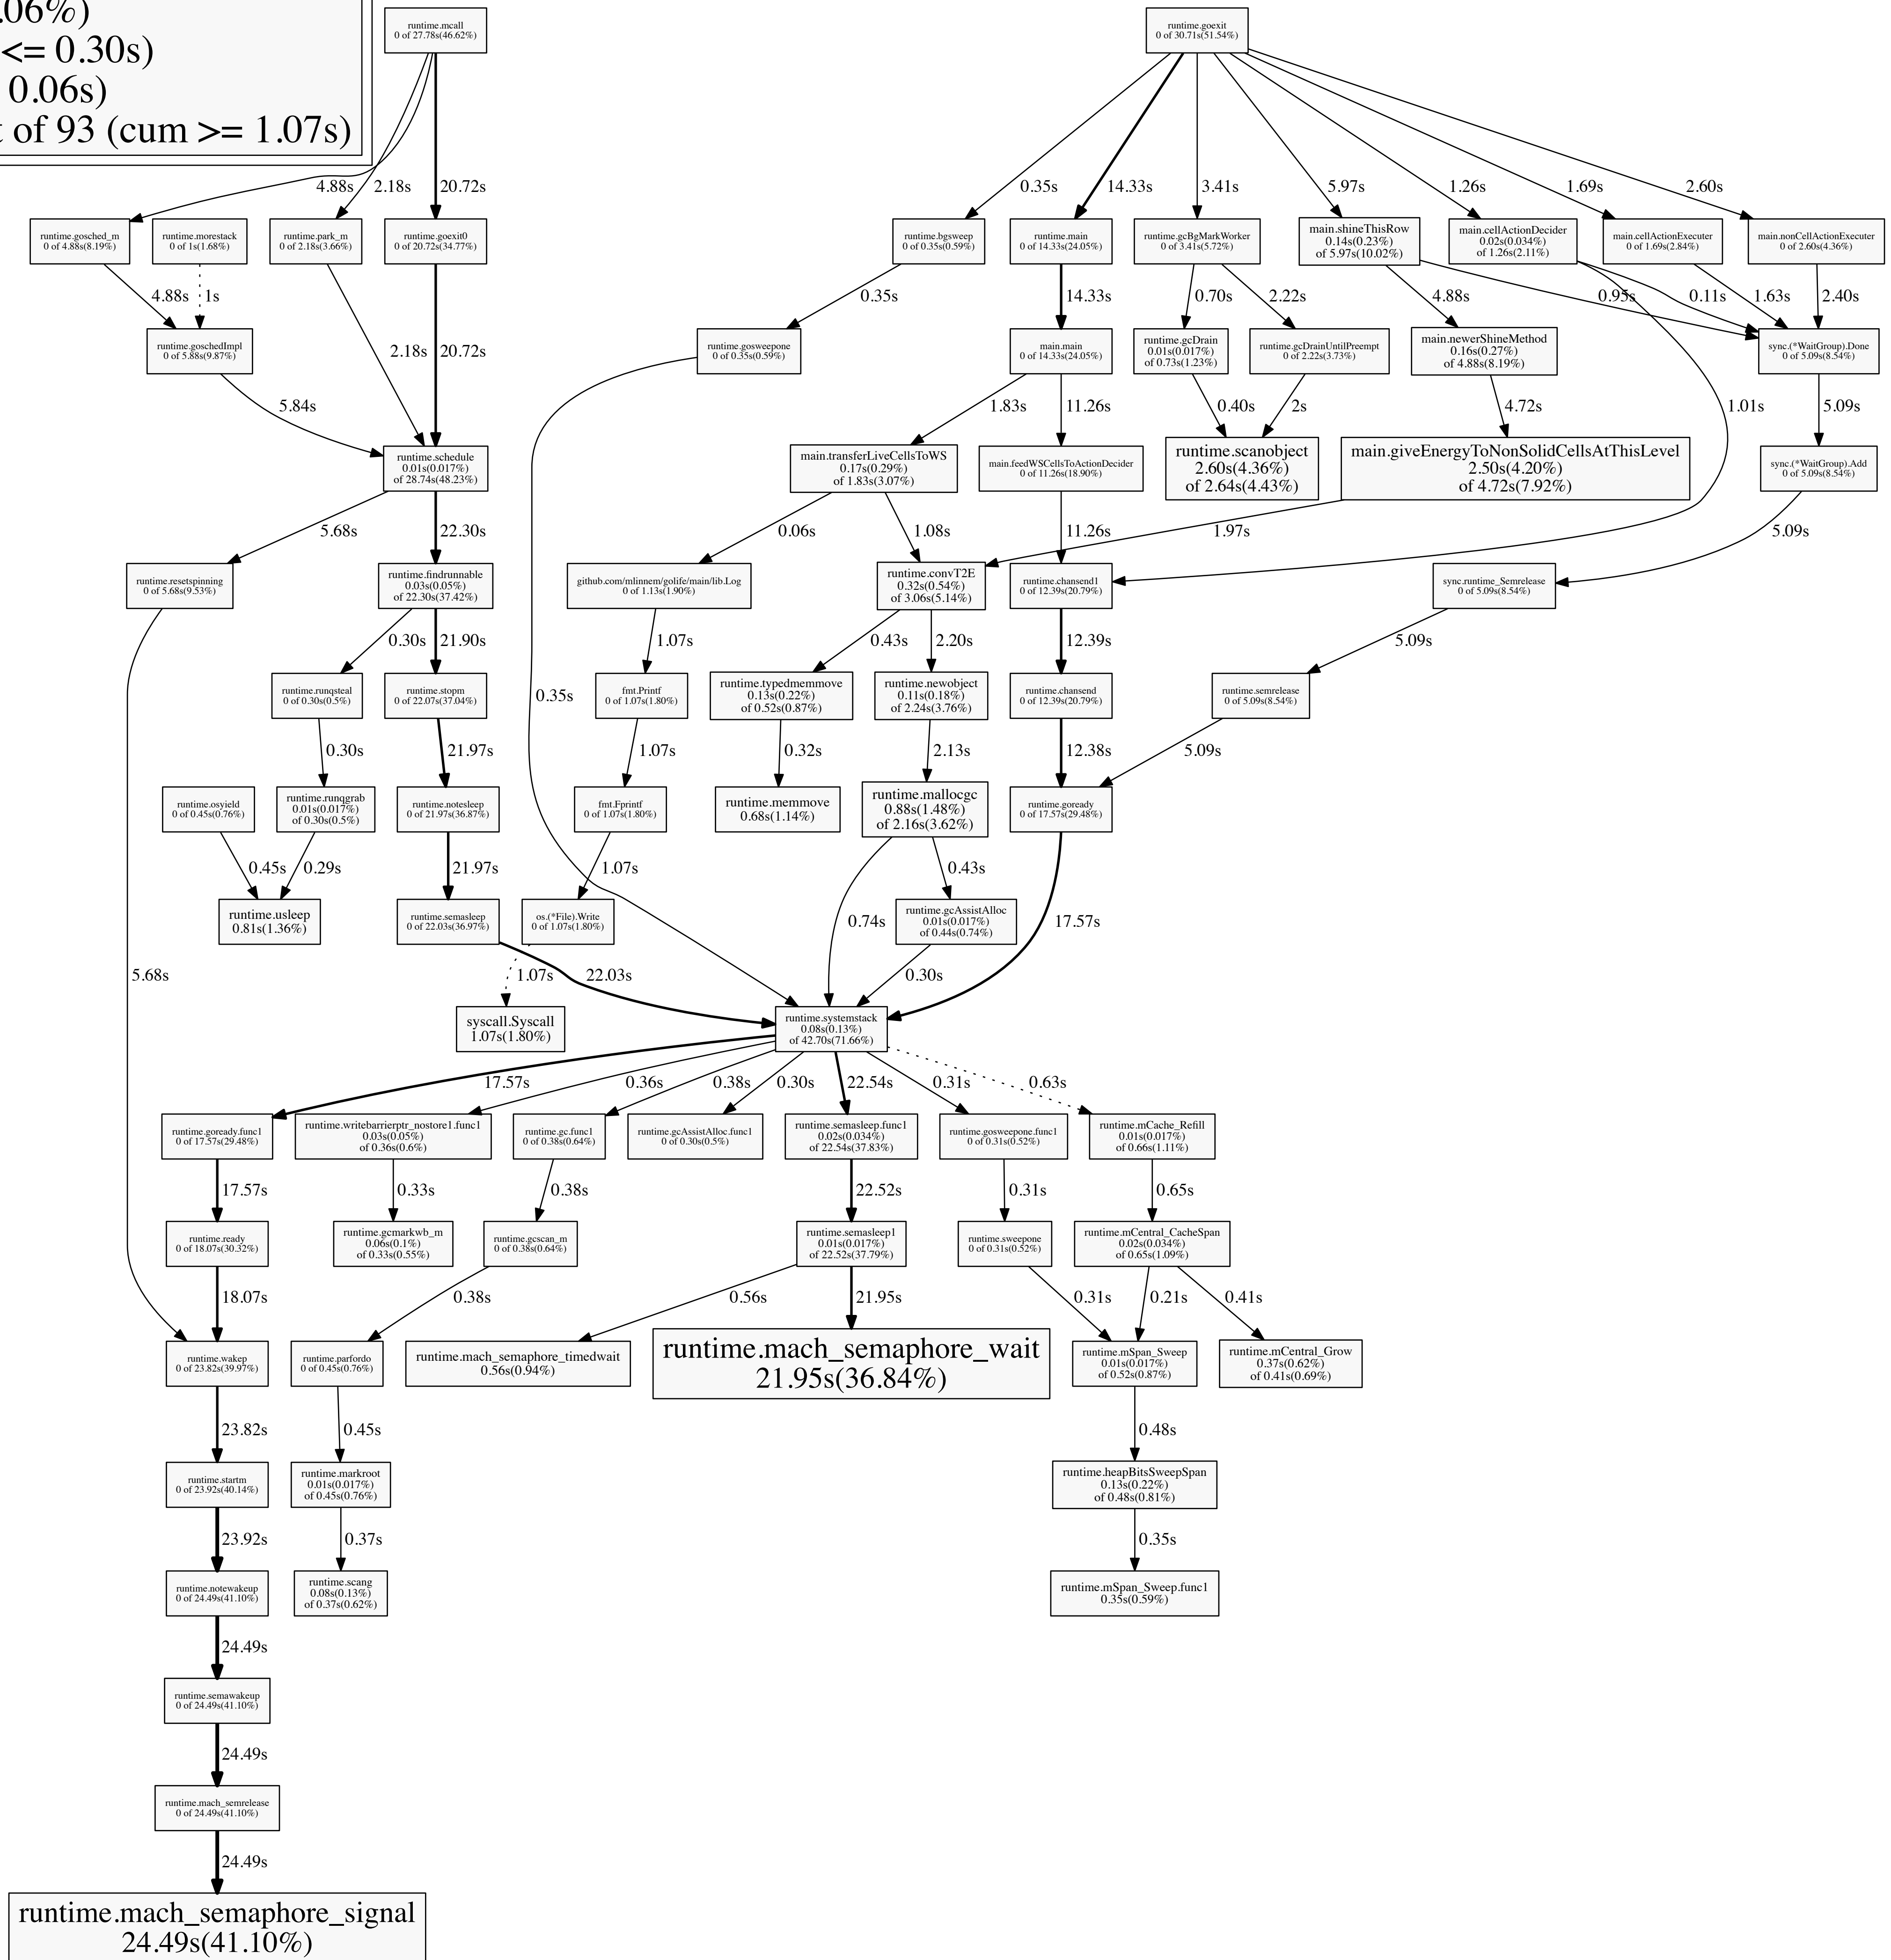 .06%)
<= 0.30s)
0.06s)
t of 93 (cum >= 1.07s)
runtime.mcall
0 of 27.78s(46.62%)
runtime.goexit
0 of 30.71s(51.54%)
4.88s
2.18s
20.72s
0.35s
14.33s
3.41s
5.97s
1.26s
1.69s
2.60s
runtime.gosched_m
0 of 4.88s(8.19%)
runtime.morestack
0 of 1s(1.68%)
runtime.park_m
0 of 2.18s(3.66%)
runtime.goexit0
0 of 20.72s(34.77%)
runtime.bgsweep
0 of 0.35s(0.59%)
runtime.main
0 of 14.33s(24.05%)
runtime.gcBgMarkWorker
0 of 3.41s(5.72%)
main.shineThisRow
0.14s(0.23%)
of 5.97s(10.02%)
main.cellActionDecider
0.02s(0.034%)
of 1.26s(2.11%)
main.cellActionExecuter
0 of 1.69s(2.84%)
main.nonCellActionExecuter
0 of 2.60s(4.36%)
4.88s
1s
2.18s
20.72s
0.35s
14.33s
0.70s
2.22s
4.88s
0.95s
0.11s
1.63s
2.40s
runtime.goschedImpl
0 of 5.88s(9.87%)
runtime.gosweepone
0 of 0.35s(0.59%)
main.main
0 of 14.33s(24.05%)
runtime.gcDrain
0.01s(0.017%)
of 0.73s(1.23%)
runtime.gcDrainUntilPreempt
0 of 2.22s(3.73%)
main.newerShineMethod
0.16s(0.27%)
of 4.88s(8.19%)
sync.(*WaitGroup).Done
0 of 5.09s(8.54%)
5.84s
1.83s
11.26s
0.40s
2s
4.72s
1.01s
5.09s
runtime.schedule
0.01s(0.017%)
of 28.74s(48.23%)
main.transferLiveCellsToWS
0.17s(0.29%)
of 1.83s(3.07%)
main.feedWSCellsToActionDecider
0 of 11.26s(18.90%)
runtime.scanobject
2.60s(4.36%)
of 2.64s(4.43%)
main.giveEnergyToNonSolidCellsAtThisLevel
2.50s(4.20%)
of 4.72s(7.92%)
sync.(*WaitGroup).Add
0 of 5.09s(8.54%)
5.68s
22.30s
0.06s
1.08s
11.26s
1.97s
5.09s
runtime.resetspinning
0 of 5.68s(9.53%)
runtime.findrunnable
0.03s(0.05%)
of 22.30s(37.42%)
github.com/mlinnem/golife/main/lib.Log
0 of 1.13s(1.90%)
runtime.convT2E
0.32s(0.54%)
of 3.06s(5.14%)
runtime.chansend1
0 of 12.39s(20.79%)
sync.runtime_Semrelease
0 of 5.09s(8.54%)
0.30s
21.90s
1.07s
0.43s
2.20s
12.39s
5.09s
runtime.runqsteal
0 of 0.30s(0.5%)
runtime.stopm
0 of 22.07s(37.04%)
0.35s
fmt.Printf
0 of 1.07s(1.80%)
runtime.typedmemmove
0.13s(0.22%)
of 0.52s(0.87%)
runtime.newobject
0.11s(0.18%)
of 2.24s(3.76%)
runtime.chansend
0 of 12.39s(20.79%)
runtime.semrelease
0 of 5.09s(8.54%)
0.30s
21.97s
1.07s
0.32s
2.13s
12.38s
5.09s
runtime.osyield
0 of 0.45s(0.76%)
runtime.runqgrab
0.01s(0.017%)
of 0.30s(0.5%)
runtime.notesleep
0 of 21.97s(36.87%)
fmt.Fprintf
0 of 1.07s(1.80%)
runtime.memmove
0.68s(1.14%)
runtime.mallocgc
0.88s(1.48%)
of 2.16s(3.62%)
runtime.goready
0 of 17.57s(29.48%)
0.45s
0.29s
21.97s
1.07s
0.43s
runtime.usleep
0.81s(1.36%)
runtime.semasleep
0 of 22.03s(36.97%)
os.(*File).Write
0 of 1.07s(1.80%)
0.74s
runtime.gcAssistAlloc
0.01s(0.017%)
of 0.44s(0.74%)
17.57s
5.68s
1.07s
22.03s
0.30s
syscall.Syscall
1.07s(1.80%)
runtime.systemstack
0.08s(0.13%)
of 42.70s(71.66%)
17.57s
0.36s
0.38s
0.30s
22.54s
0.31s
0.63s
runtime.goready.func1
0 of 17.57s(29.48%)
runtime.writebarrierptr_nostore1.func1
0.03s(0.05%)
of 0.36s(0.6%)
runtime.gc.func1
0 of 0.38s(0.64%)
runtime.gcAssistAlloc.func1
0 of 0.30s(0.5%)
runtime.semasleep.func1
0.02s(0.034%)
of 22.54s(37.83%)
runtime.gosweepone.func1
0 of 0.31s(0.52%)
runtime.mCache_Refill
0.01s(0.017%)
of 0.66s(1.11%)
17.57s
0.33s
0.38s
22.52s
0.31s
0.65s
runtime.ready
0 of 18.07s(30.32%)
runtime.gcmarkwb_m
0.06s(0.1%)
of 0.33s(0.55%)
runtime.gcscan_m
0 of 0.38s(0.64%)
runtime.semasleep1
0.01s(0.017%)
of 22.52s(37.79%)
runtime.sweepone
0 of 0.31s(0.52%)
runtime.mCentral_CacheSpan
0.02s(0.034%)
of 0.65s(1.09%)
18.07s
0.38s
0.56s
21.95s
0.31s
0.21s
0.41s
runtime.wakep
0 of 23.82s(39.97%)
runtime.parfordo
0 of 0.45s(0.76%)
runtime.mach_semaphore_timedwait
0.56s(0.94%)
runtime.mach_semaphore_wait
21.95s(36.84%)
runtime.mSpan_Sweep
0.01s(0.017%)
of 0.52s(0.87%)
runtime.mCentral_Grow
0.37s(0.62%)
of 0.41s(0.69%)
23.82s
0.45s
0.48s
runtime.startm
0 of 23.92s(40.14%)
runtime.markroot
0.01s(0.017%)
of 0.45s(0.76%)
runtime.heapBitsSweepSpan
0.13s(0.22%)
of 0.48s(0.81%)
23.92s
0.37s
0.35s
runtime.notewakeup
0 of 24.49s(41.10%)
runtime.scang
0.08s(0.13%)
of 0.37s(0.62%)
runtime.mSpan_Sweep.func1
0.35s(0.59%)
24.49s
runtime.semawakeup
0 of 24.49s(41.10%)
24.49s
runtime.mach_semrelease
0 of 24.49s(41.10%)
24.49s
runtime.mach_semaphore_signal
24.49s(41.10%)